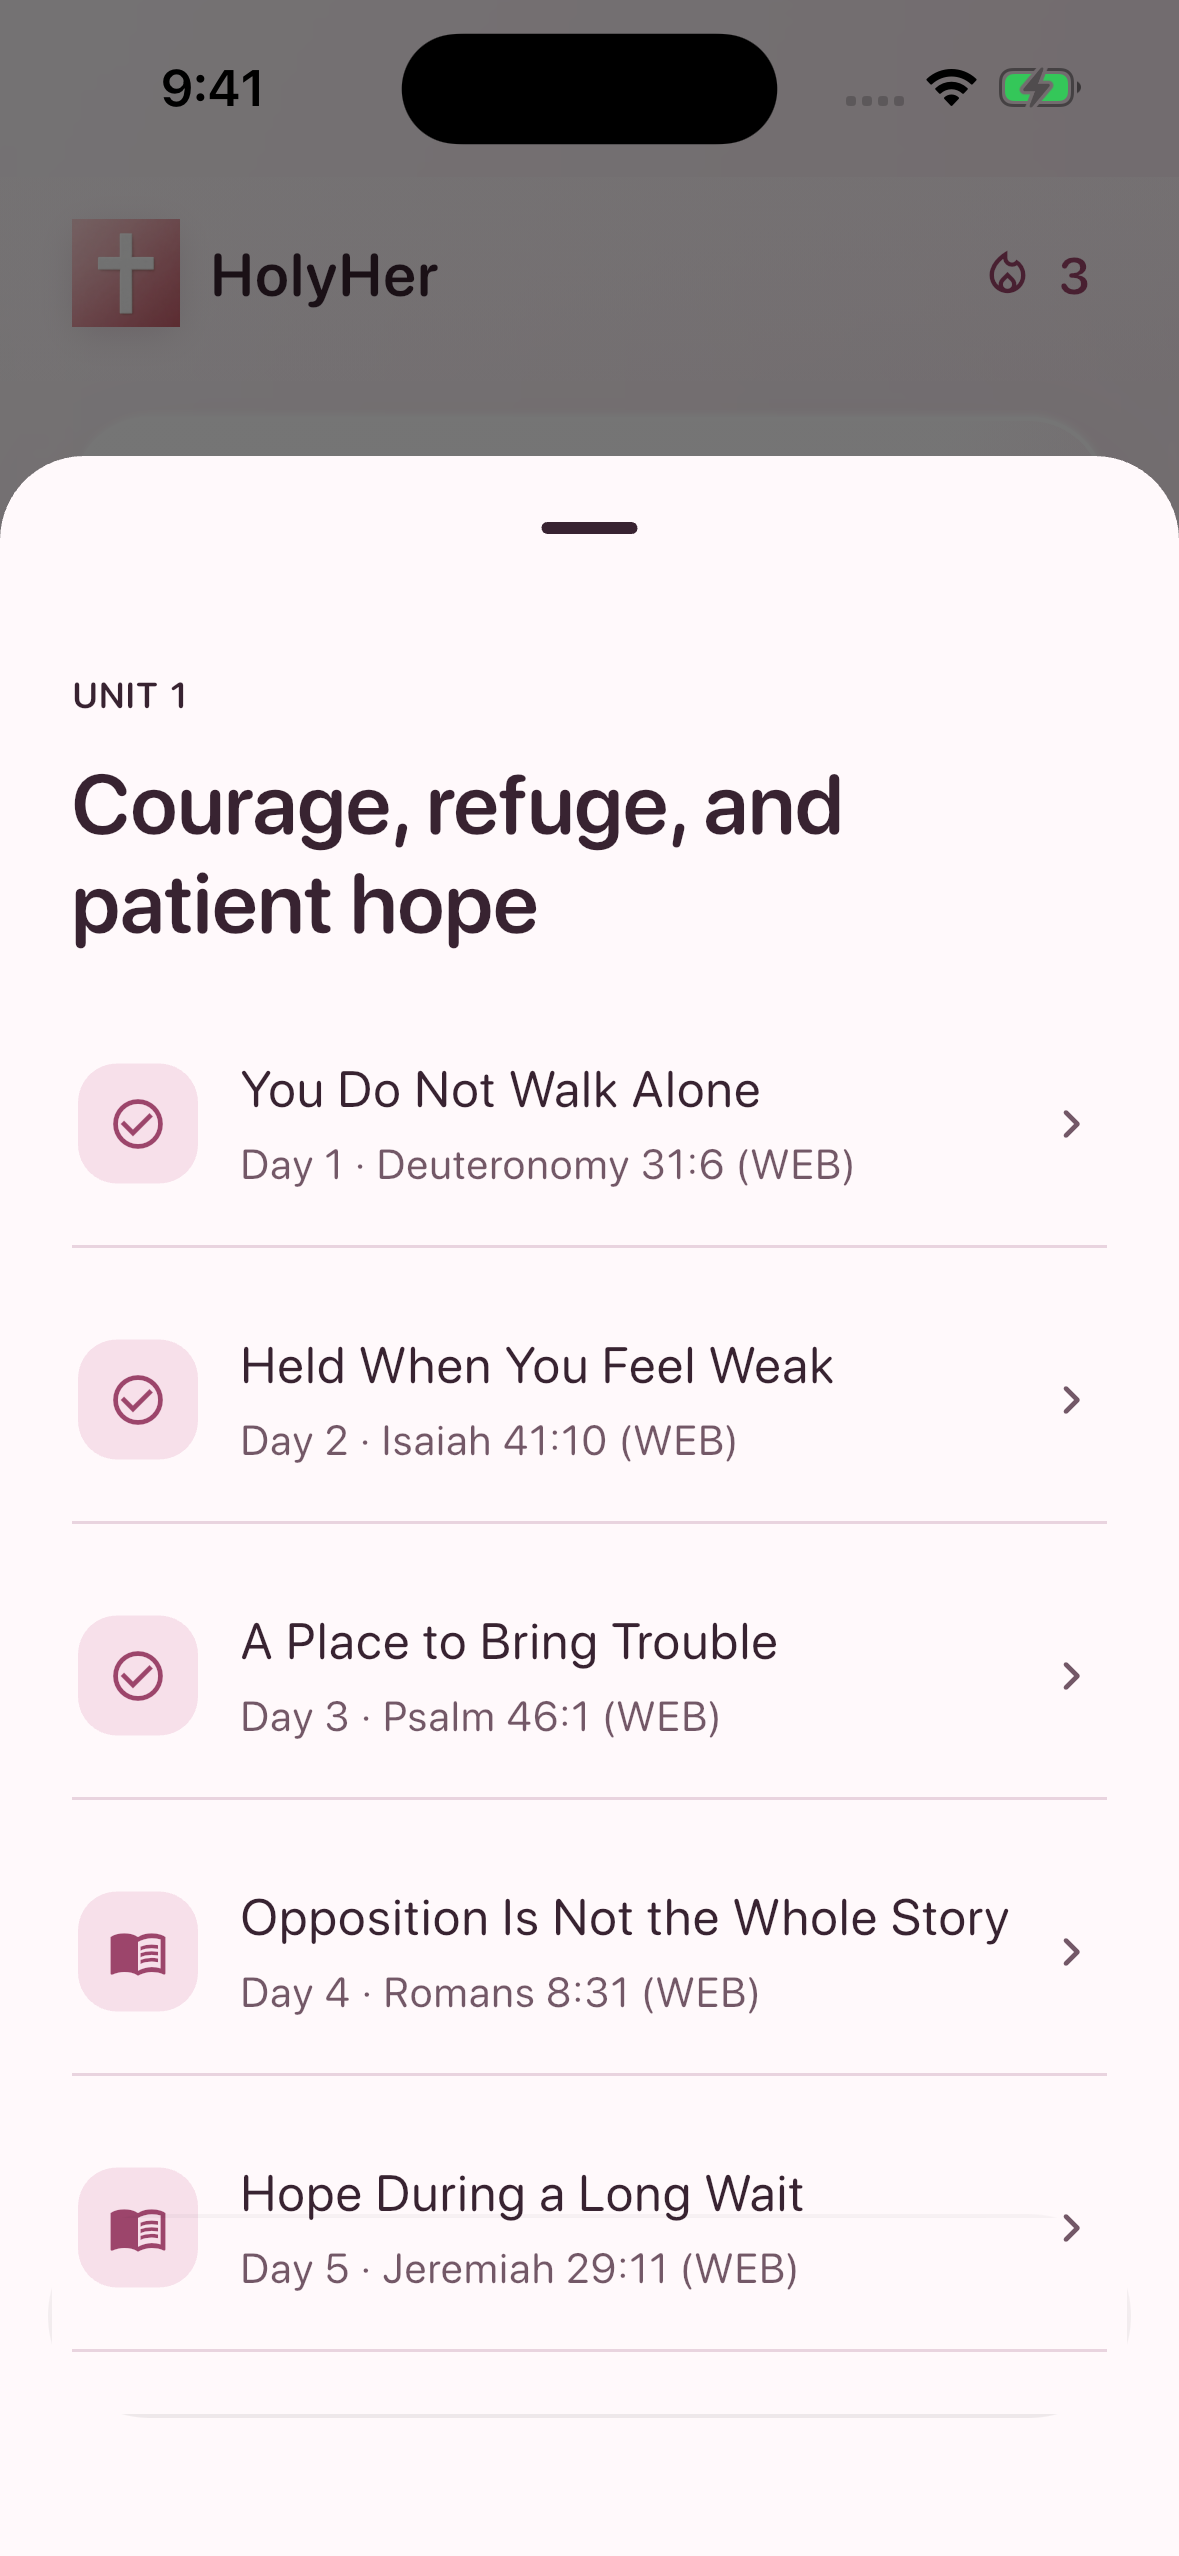 9:41
HolyHer
3
UNIT 1
Courage, refuge, and
patient hope
You Do Not Walk Alone
Day 1 · Deuteronomy 31:6 (WEB)
Held When You Feel Weak
Day 2 · Isaiah 41:10 (WEB)
A Place to Bring Trouble
Day 3 · Psalm 46:1 (WEB)
Opposition Is Not the Whole Story
Day 4 · Romans 8:31 (WEB)
Hope During a Long Wait
Day 5 · Jeremiah 29:11 (WEB)